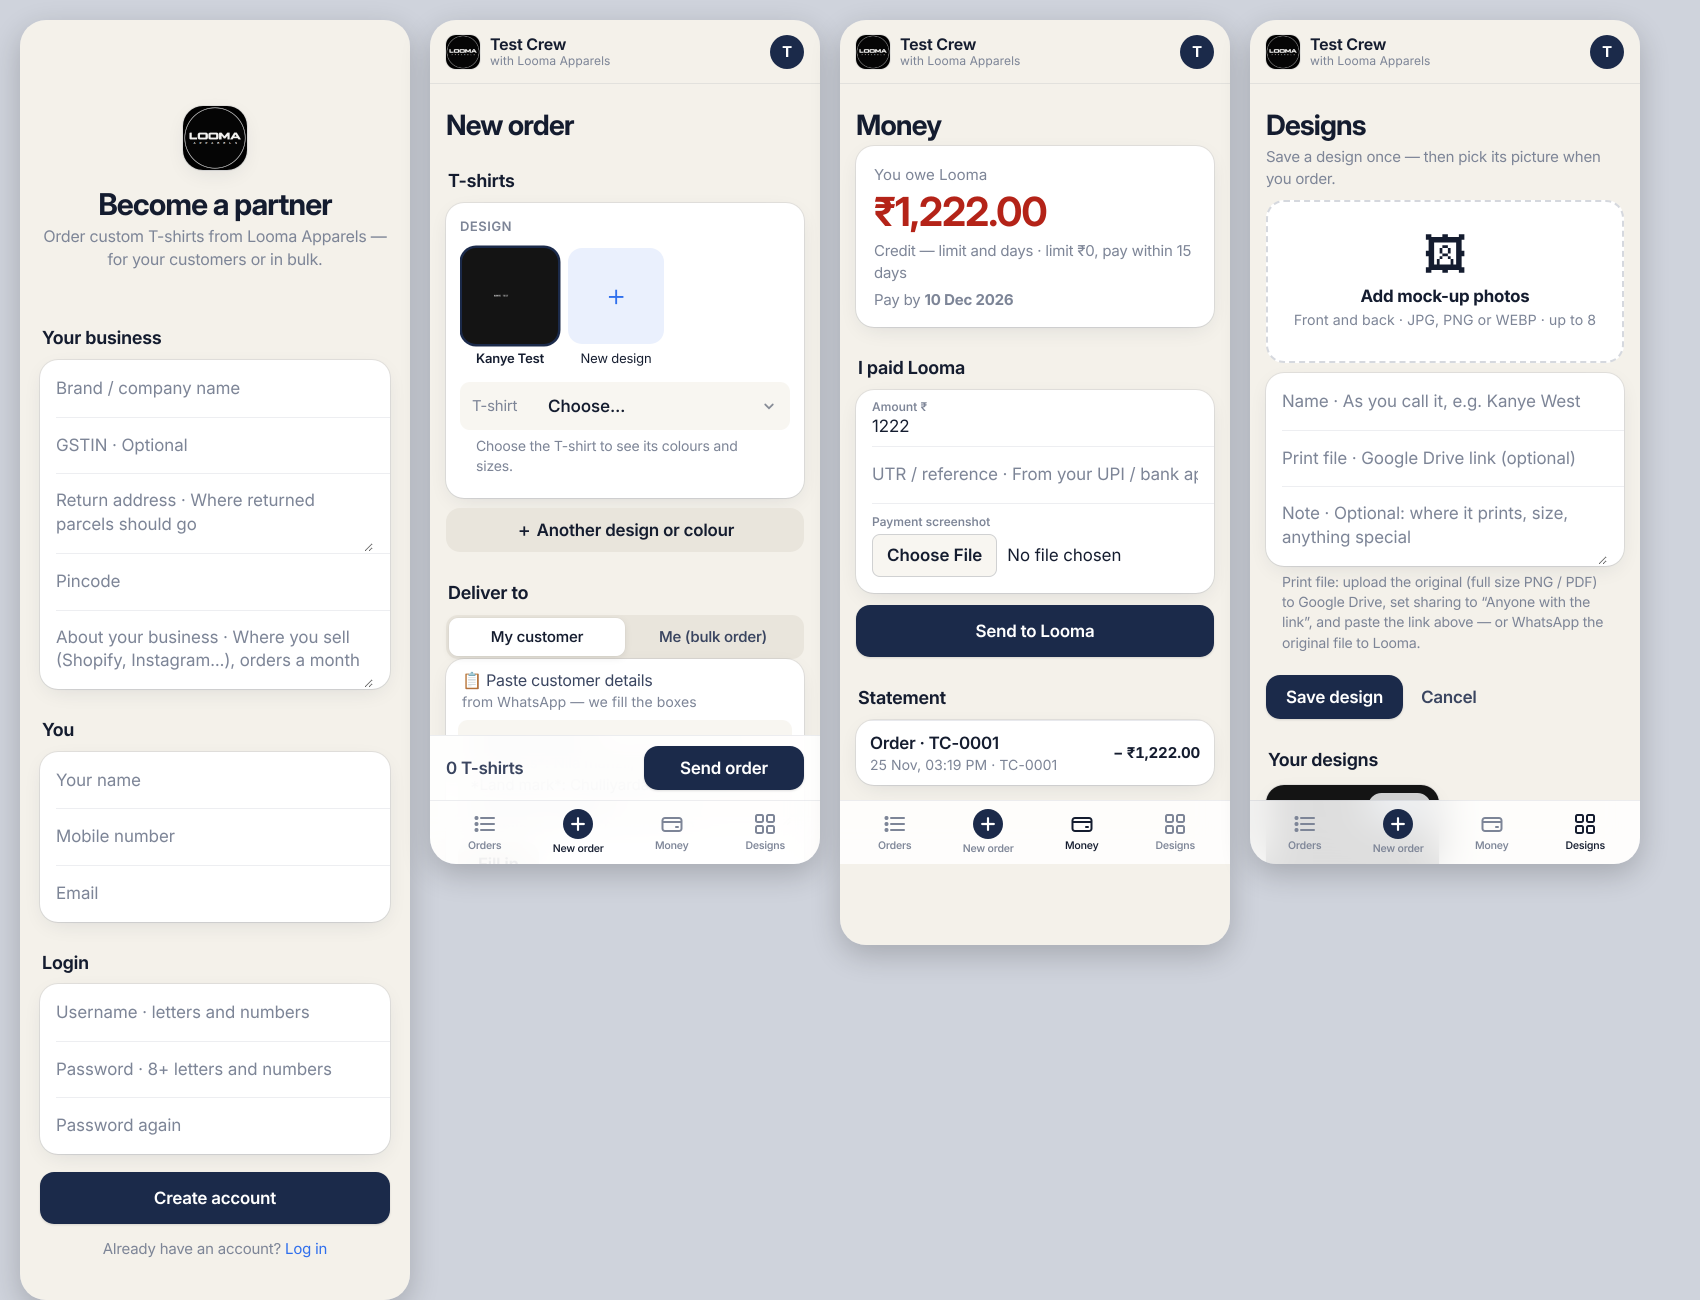 LOOMA
APPARELS
Become a partner
Order custom T-shirts from Looma Apparels —
for your customers or in bulk.
Your business
Brand / company name
GSTIN · Optional
Return address · Where returned
parcels should go
Pincode
About your business · Where you sell
(Shopify, Instagram...), orders a month
You
Your name
Mobile number
Email
Login
Username · letters and numbers
Password · 8+ letters and numbers
Password again
Create account
Already have an account? Log in
LOOMA
Test Crew
with Looma Apparels
T
New order
T-shirts
DESIGN
+
Kanye Test
New design
T-shirt Choose...
Choose the T-shirt to see its colours and
sizes.
+ Another design or colour
Deliver to
My customer
Me (bulk order)
📋 Paste customer details
from WhatsApp — we fill the boxes
0 T-shirts
Send order
Fill in
Orders
New order
Money
Designs
LOOMA
Test Crew
with Looma Apparels
T
Money
You owe Looma
₹1,222.00
Credit — limit and days · limit ₹0, pay within 15
days
Pay by 10 Dec 2026
I paid Looma
Amount ₹
1222
UTR / reference · From your UPI / bank ap
Payment screenshot
Choose File No file chosen
Send to Looma
Statement
Order · TC-0001
− ₹1,222.00
25 Nov, 03:19 PM · TC-0001
Orders
New order
Money
Designs
LOOMA
Test Crew
with Looma Apparels
T
Designs
Save a design once — then pick its picture when
you order.
Add mock-up photos
Front and back · JPG, PNG or WEBP · up to 8
Name · As you call it, e.g. Kanye West
Print file · Google Drive link (optional)
Note · Optional: where it prints, size,
anything special
Print file: upload the original (full size PNG / PDF)
to Google Drive, set sharing to “Anyone with the
link”, and paste the link above — or WhatsApp the
original file to Looma.
Save design
Cancel
Your designs
Orders
New order
Money
Designs